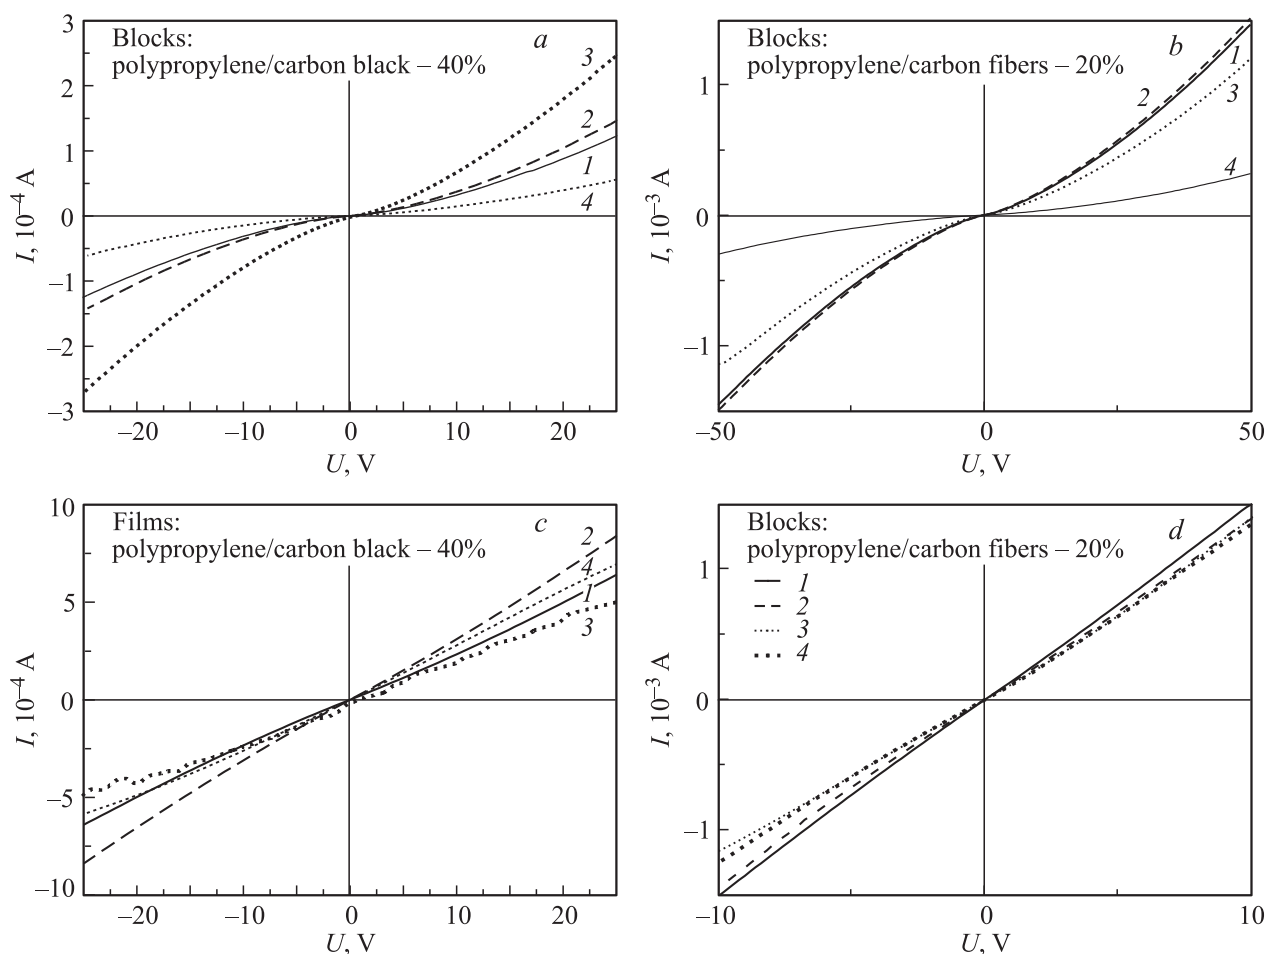 Blocks:
polypropylene/carbon black – 40%
a
3
2
1
4
3
2
1
0
–1
–2
–3
I, 10–4 A
–20
–10
0
10
20
U, V
Blocks:
polypropylene/carbon fibers – 20%
b
1
2
3
4
1
0
–1
I, 10–3 A
–50
0
50
U, V
Films:
polypropylene/carbon black – 40%
c
2
4
1
3
10
5
0
–5
–10
I, 10–4 A
–20
–10
0
10
20
U, V
Blocks:
polypropylene/carbon fibers – 20%
d
1
2
3
4
1
0
–1
I, 10–3 A
–10
0
10
U, V